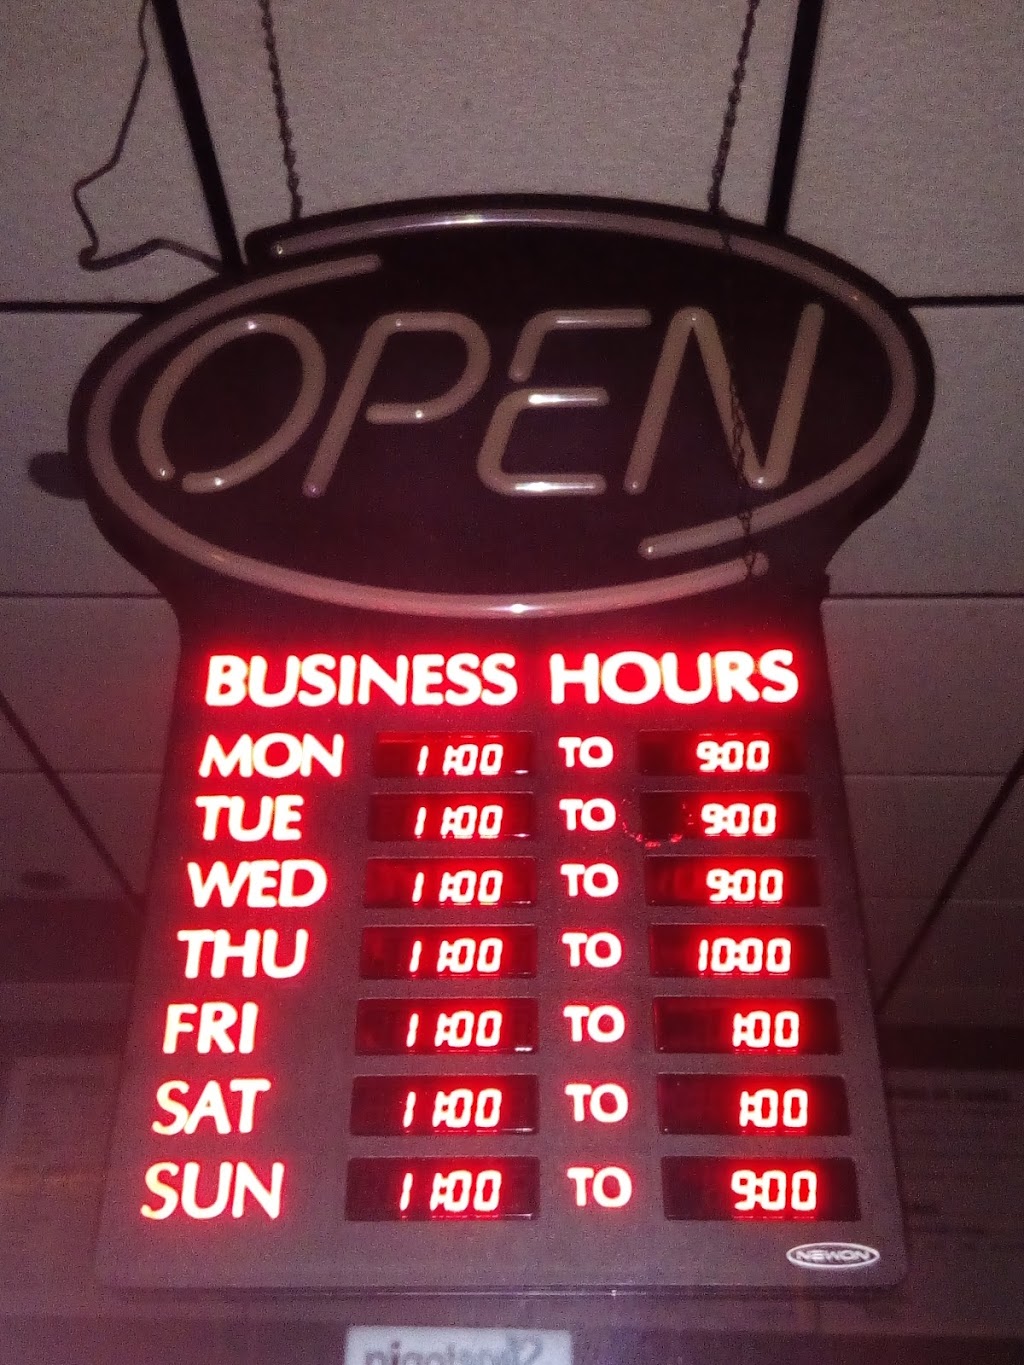 OPEN
BUSINESS HOURS
MON 11:00 TO 9:00
TUE 11:00 TO 9:00
WED 11:00 TO 9:00
THU 11:00 TO 10:00
FRI 11:00 TO 1:00
SAT 11:00 TO 1:00
SUN 11:00 TO 9:00
NEWON